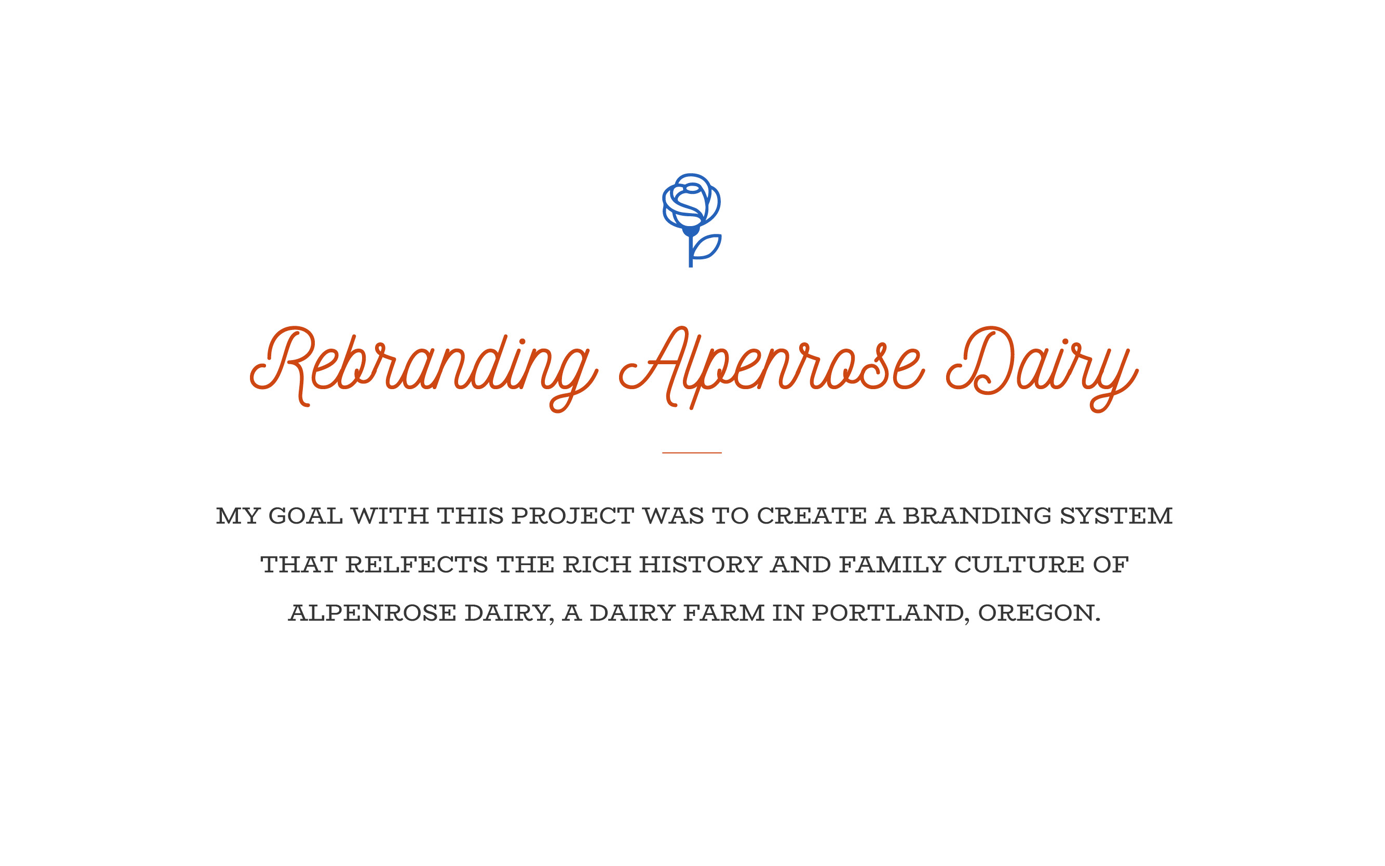 Rebranding Alpenrose Dairy
MY GOAL WITH THIS PROJECT WAS TO CREATE A BRANDING SYSTEM
THAT RELFECTS THE RICH HISTORY AND FAMILY CULTURE OF
ALPENROSE DAIRY, A DAIRY FARM IN PORTLAND, OREGON.